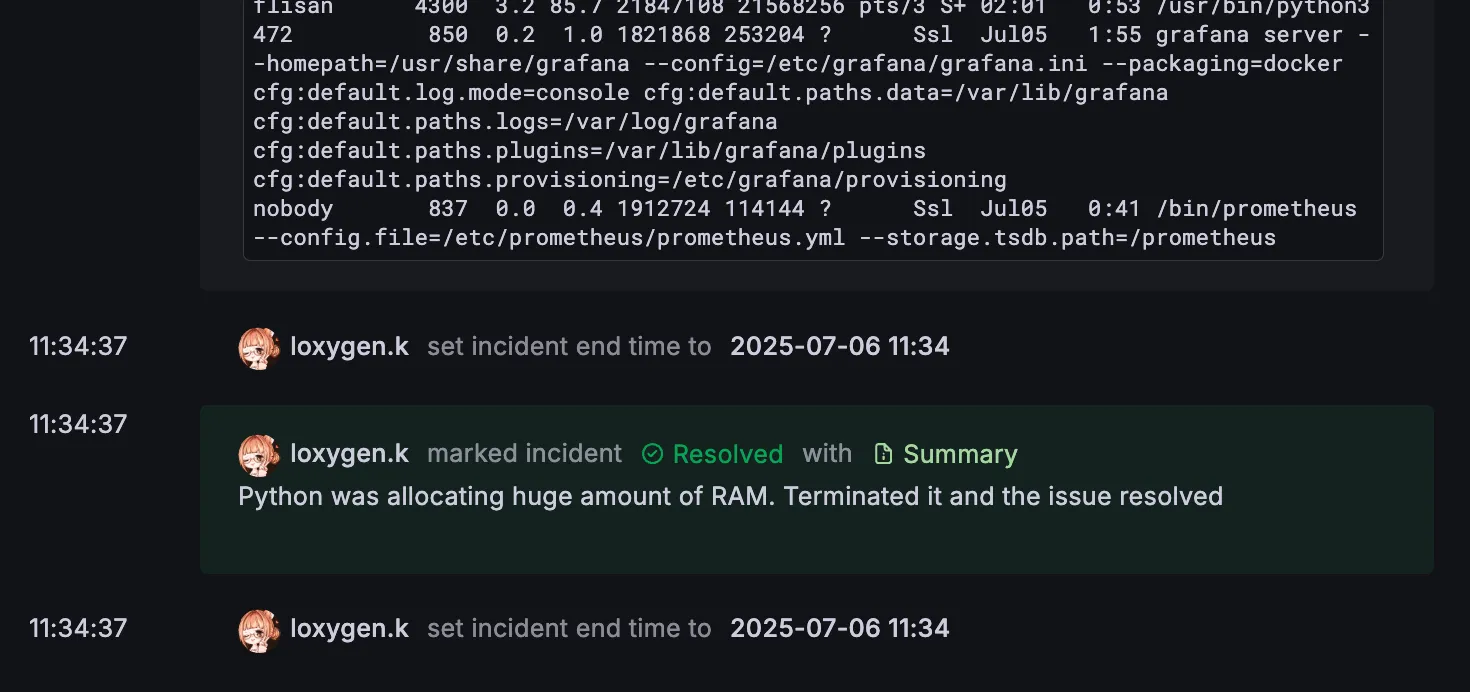 flisan      4300  3.2 85.7 21847108 21568256 pts/3 S+ 02:01   0:53 /usr/bin/python3
472          850  0.2  1.0 1821868 253204 ?      Ssl  Jul05   1:55 grafana server -
-homepath=/usr/share/grafana --config=/etc/grafana/grafana.ini --packaging=docker
cfg:default.log.mode=console cfg:default.paths.data=/var/lib/grafana
cfg:default.paths.logs=/var/log/grafana
cfg:default.paths.plugins=/var/lib/grafana/plugins
cfg:default.paths.provisioning=/etc/grafana/provisioning
nobody       837  0.0  0.4 1912724 114144 ?      Ssl  Jul05   0:41 /bin/prometheus
--config.file=/etc/prometheus/prometheus.yml --storage.tsdb.path=/prometheus
11:34:37 loxygen.k set incident end time to 2025-07-06 11:34
11:34:37
loxygen.k marked incident Resolved with Summary
Python was allocating huge amount of RAM. Terminated it and the issue resolved
11:34:37 loxygen.k set incident end time to 2025-07-06 11:34